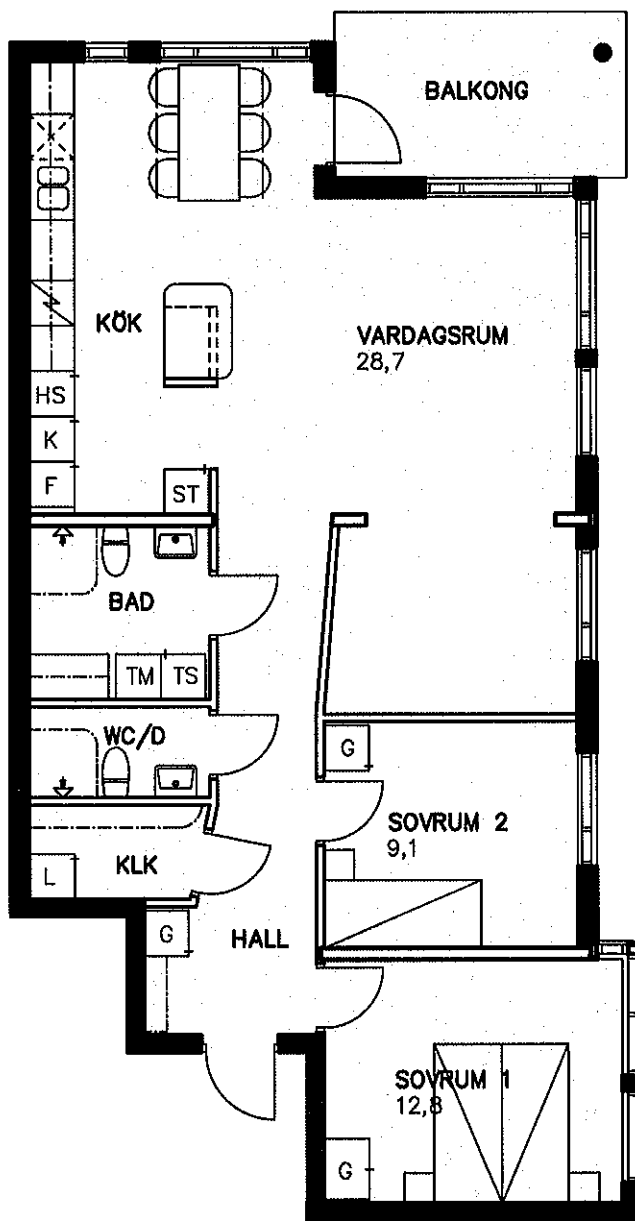 BALKONG
KÖK
VARDAGSRUM
28,7
HS
K
F
ST
BAD
TM TS
WC/D
G
SOVRUM 2
9,1
KLK
L
G
HALL
SOVRUM 1
12,8
G